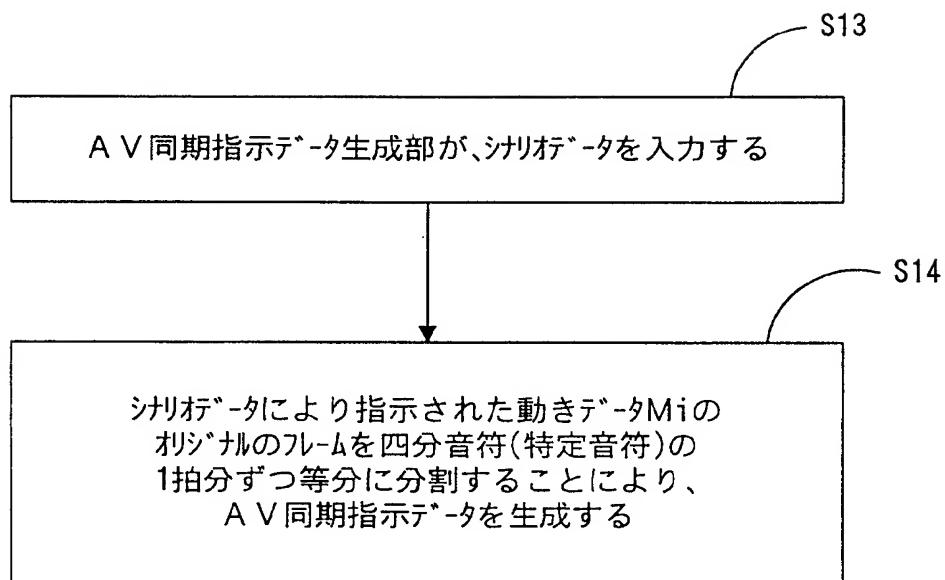 S13
ＡＶ同期指示ﾃﾞｰﾀ生成部が､ｼﾅﾘｵﾃﾞｰﾀを入力する
S14
ｼﾅﾘｵﾃﾞｰﾀにより指示された動きﾃﾞｰﾀMiの
ｵﾘｼﾞﾅﾙのﾌﾚｰﾑを四分音符(特定音符)の
1拍分ずつ等分に分割することにより､
ＡＶ同期指示ﾃﾞｰﾀを生成する